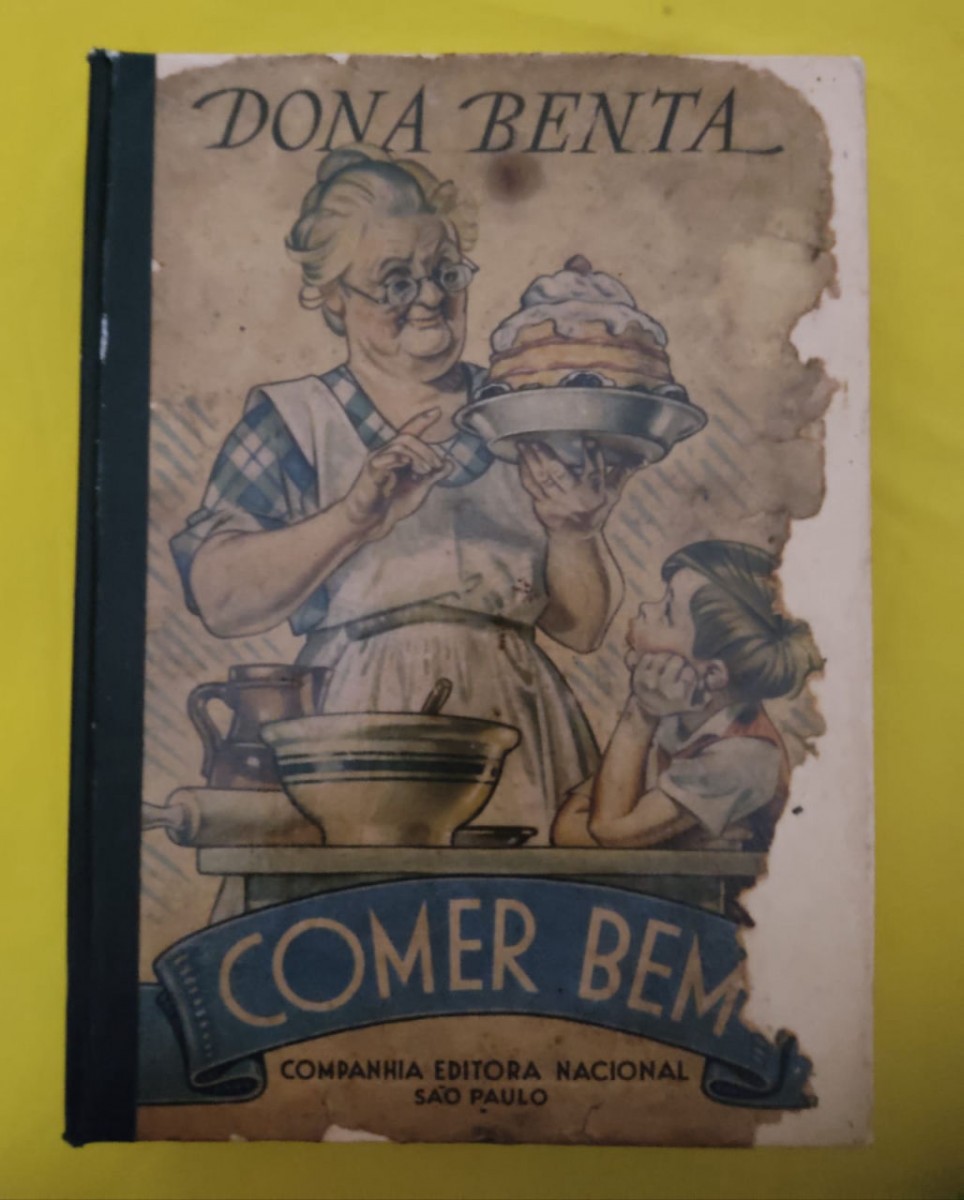 DONA BENTA
COMER BEM
COMPANHIA EDITORA NACIONAL
SÃO PAULO